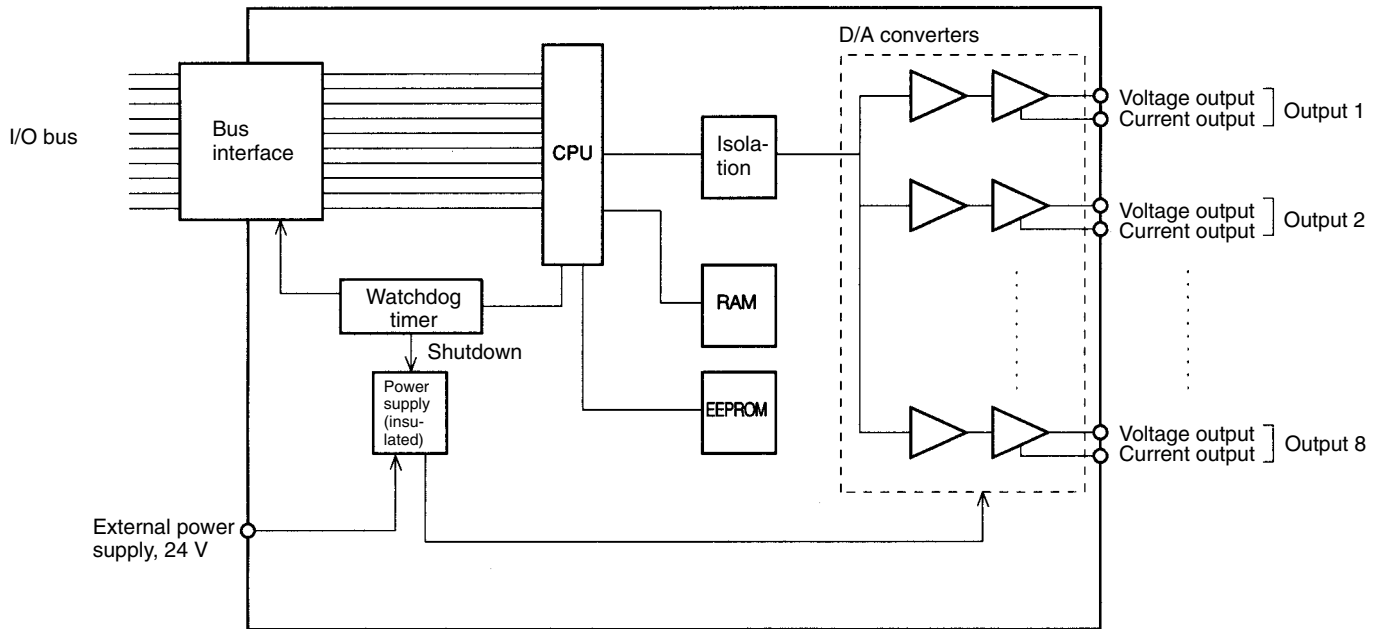 D/A converters
I/O bus
Bus
interface
CPU
Isola-
tion
Voltage output
Current output
Output 1
Voltage output
Current output
Output 2
Watchdog
timer
RAM
Shutdown
Power
supply
(insu-
lated)
EEPROM
Voltage output
Current output
Output 8
External power
supply, 24 V